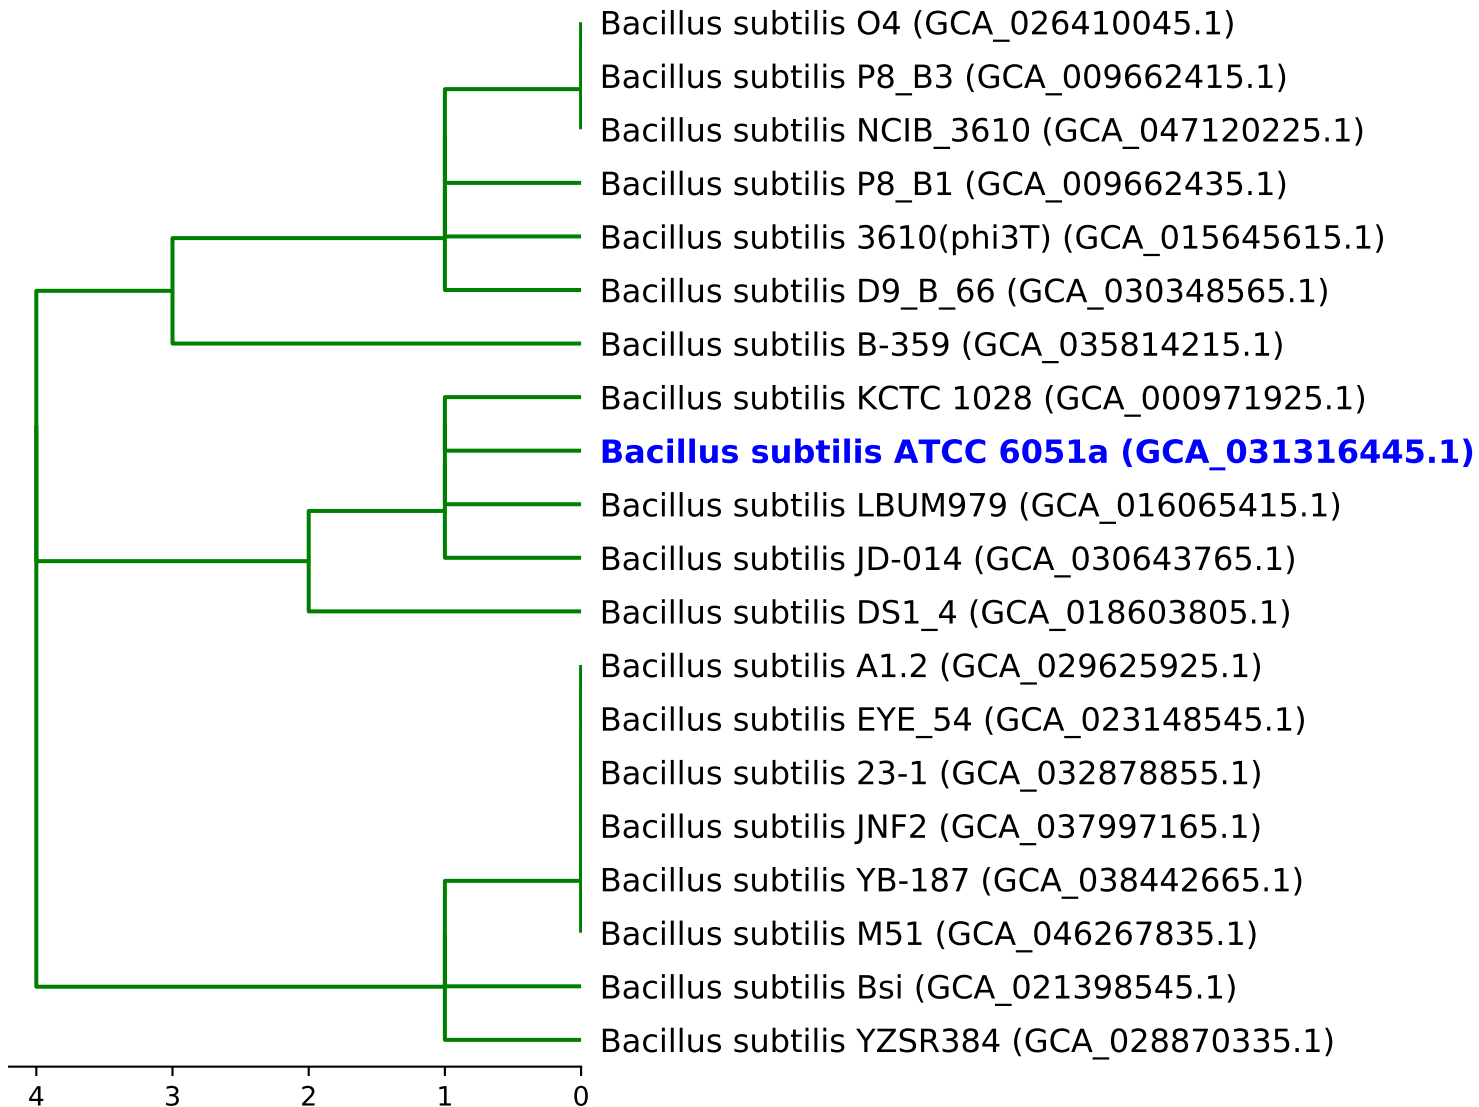 Bacillus subtilis O4 (GCA_026410045.1)
Bacillus subtilis P8_B3 (GCA_009662415.1)
Bacillus subtilis NCIB_3610 (GCA_047120225.1)
Bacillus subtilis P8_B1 (GCA_009662435.1)
Bacillus subtilis 3610(phi3T) (GCA_015645615.1)
Bacillus subtilis D9_B_66 (GCA_030348565.1)
Bacillus subtilis B-359 (GCA_035814215.1)
Bacillus subtilis KCTC 1028 (GCA_000971925.1)
Bacillus subtilis ATCC 6051a (GCA_031316445.1)
Bacillus subtilis LBUM979 (GCA_016065415.1)
Bacillus subtilis JD-014 (GCA_030643765.1)
Bacillus subtilis DS1_4 (GCA_018603805.1)
Bacillus subtilis A1.2 (GCA_029625925.1)
Bacillus subtilis EYE_54 (GCA_023148545.1)
Bacillus subtilis 23-1 (GCA_032878855.1)
Bacillus subtilis JNF2 (GCA_037997165.1)
Bacillus subtilis YB-187 (GCA_038442665.1)
Bacillus subtilis M51 (GCA_046267835.1)
Bacillus subtilis Bsi (GCA_021398545.1)
Bacillus subtilis YZSR384 (GCA_028870335.1)
4 3 2 1 0